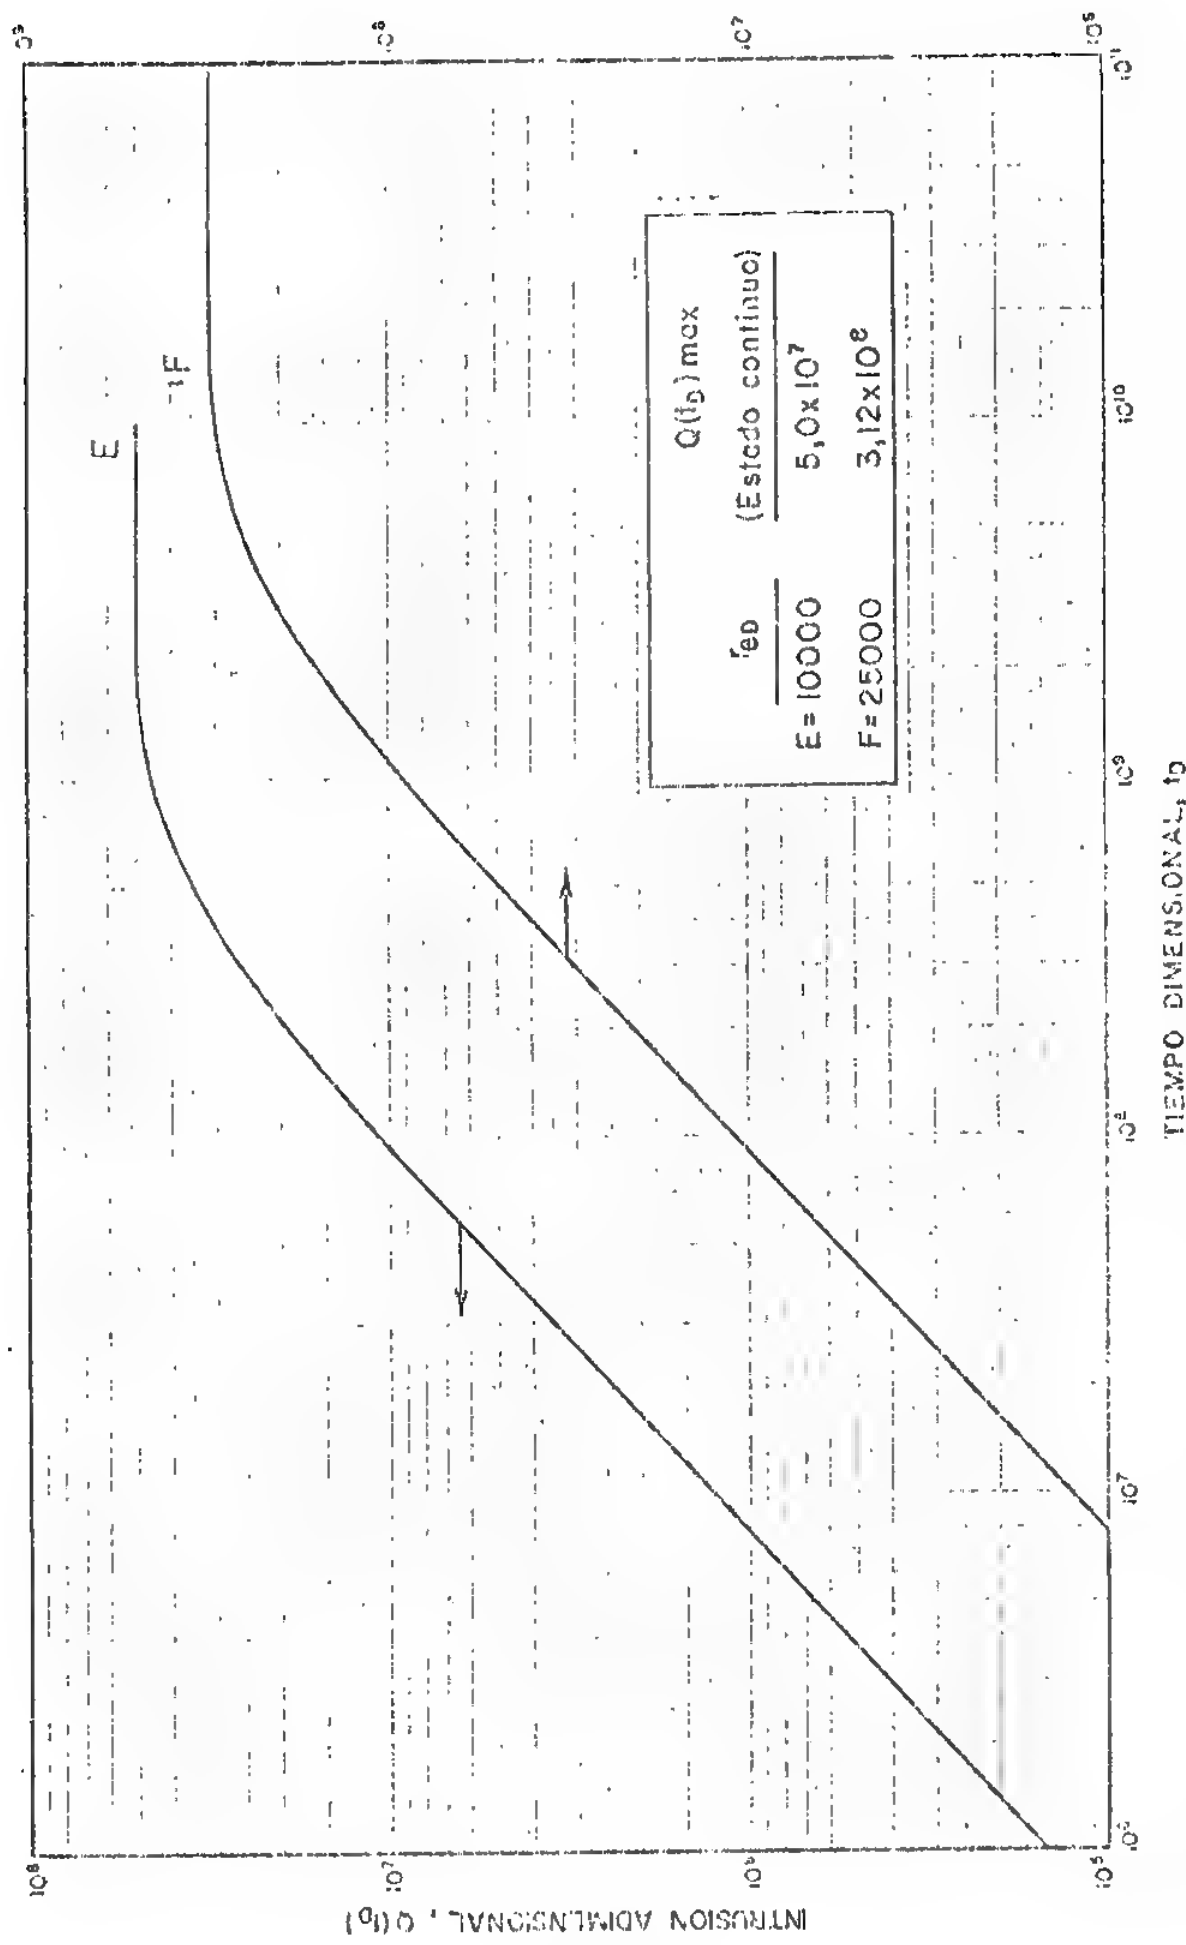 INTRUSION ADIMENSIONAL, Q(tD)
10⁸
10⁷
10⁶
10⁵
10⁹
10⁸
10⁷
10⁶
E
F
Q(tD) max
reD (Estado continuo)
E=10000 5,0x10⁷
F=25000 3,12x10⁸
10⁶ 10⁷ 10⁸ 10⁹ 10¹⁰ 10¹¹
TIEMPO DIMENSIONAL, tD